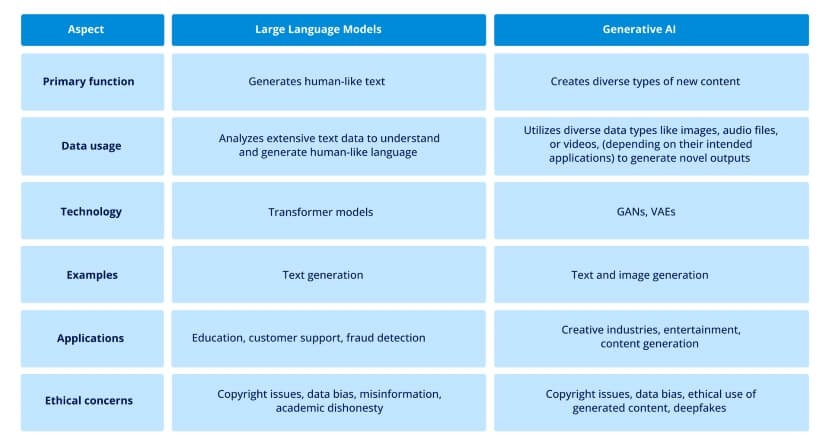 Aspect
Large Language Models
Generative AI
Primary function
Generates human-like text
Creates diverse types of new content
Data usage
Analyzes extensive text data to understand
and generate human-like language
Utilizes diverse data types like images, audio files,
or videos, (depending on their intended
applications) to generate novel outputs
Technology
Transformer models
GANs, VAEs
Examples
Text generation
Text and image generation
Applications
Education, customer support, fraud detection
Creative industries, entertainment,
content generation
Ethical concerns
Copyright issues, data bias, misinformation,
academic dishonesty
Copyright issues, data bias, ethical use of
generated content, deepfakes